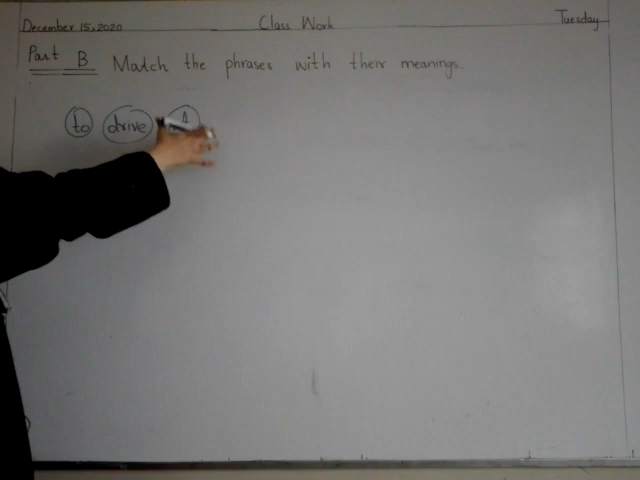 December 15, 2020 Class Work Tuesday
Part B Match the phrases with their meanings.
to drive